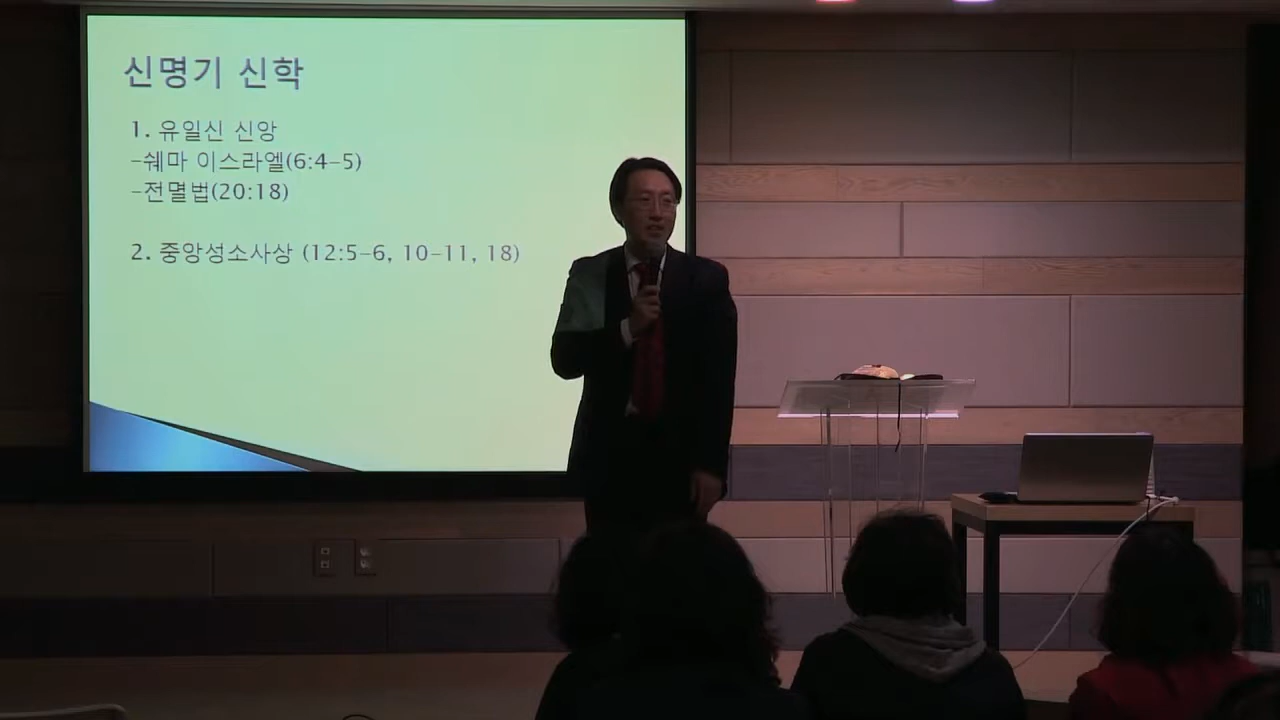 신명기 신학
1. 유일신 신앙
-쉐마 이스라엘(6:4-5)
-전멸법(20:18)
2. 중앙성소사상 (12:5-6, 10-11, 18)